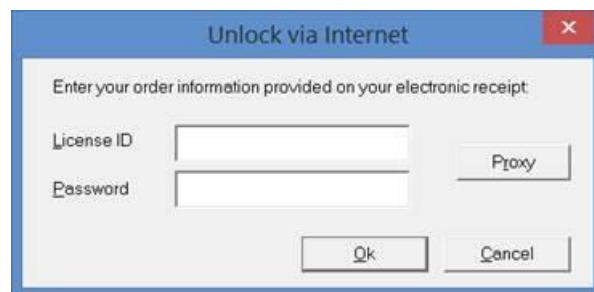 Unlock via Internet
Enter your order information provided on your electronic receipt:
License ID
Proxy
Password
Ok
Cancel